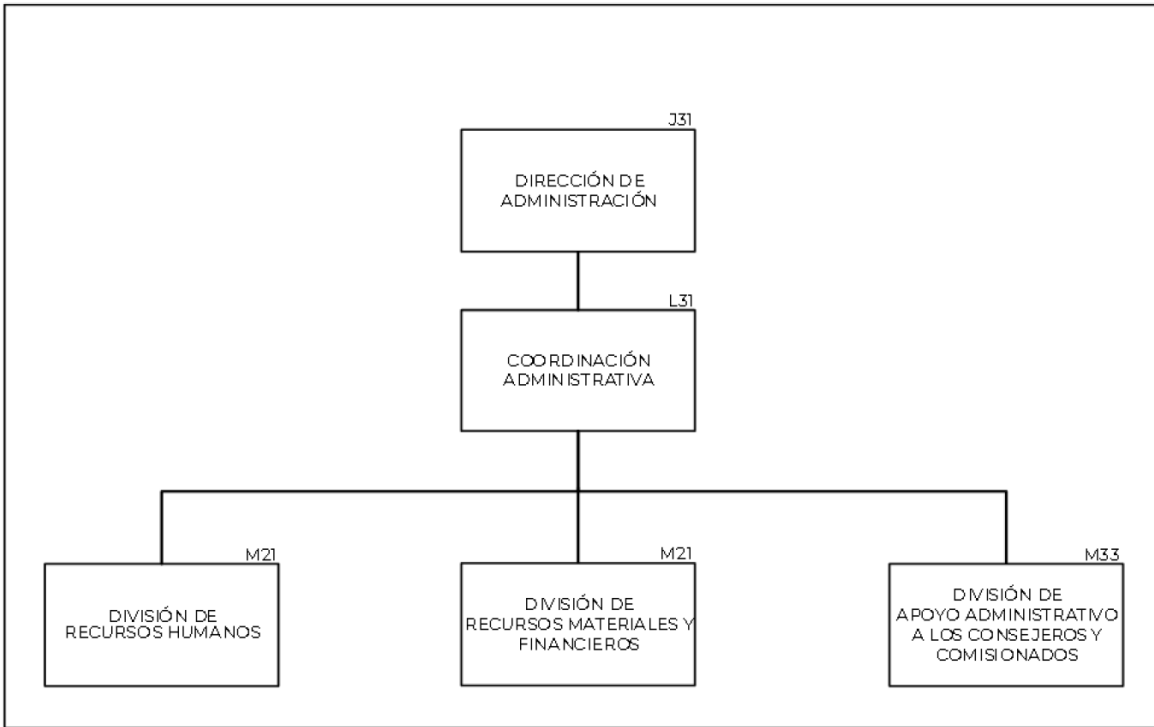 J31
DIRECCIÓN DE
ADMINISTRACIÓN
L31
COORDINACIÓN
ADMINISTRATIVA
M21
DIVISIÓN DE
RECURSOS HUMANOS
M21
DIVISIÓN DE
RECURSOS MATERIALES Y
FINANCIEROS
M33
DIVISIÓN DE
APOYO ADMINISTRATIVO
A LOS CONSEJEROS Y
COMISIONADOS